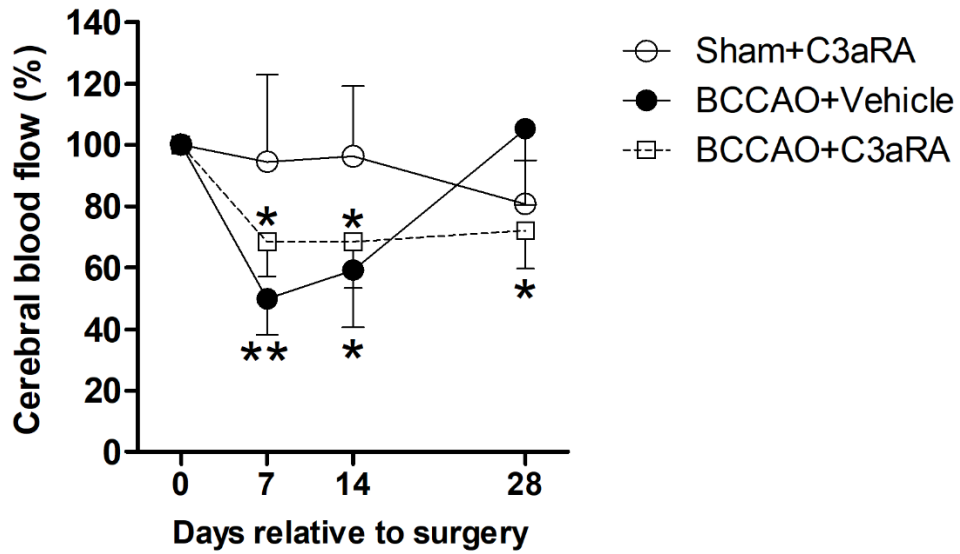 Cerebral blood flow (%)
140
120
100
80
60
40
20
0
*
*
**
*
*
0 7 14 28
Days relative to surgery
Sham+C3aRA
BCCAO+Vehicle
BCCAO+C3aRA